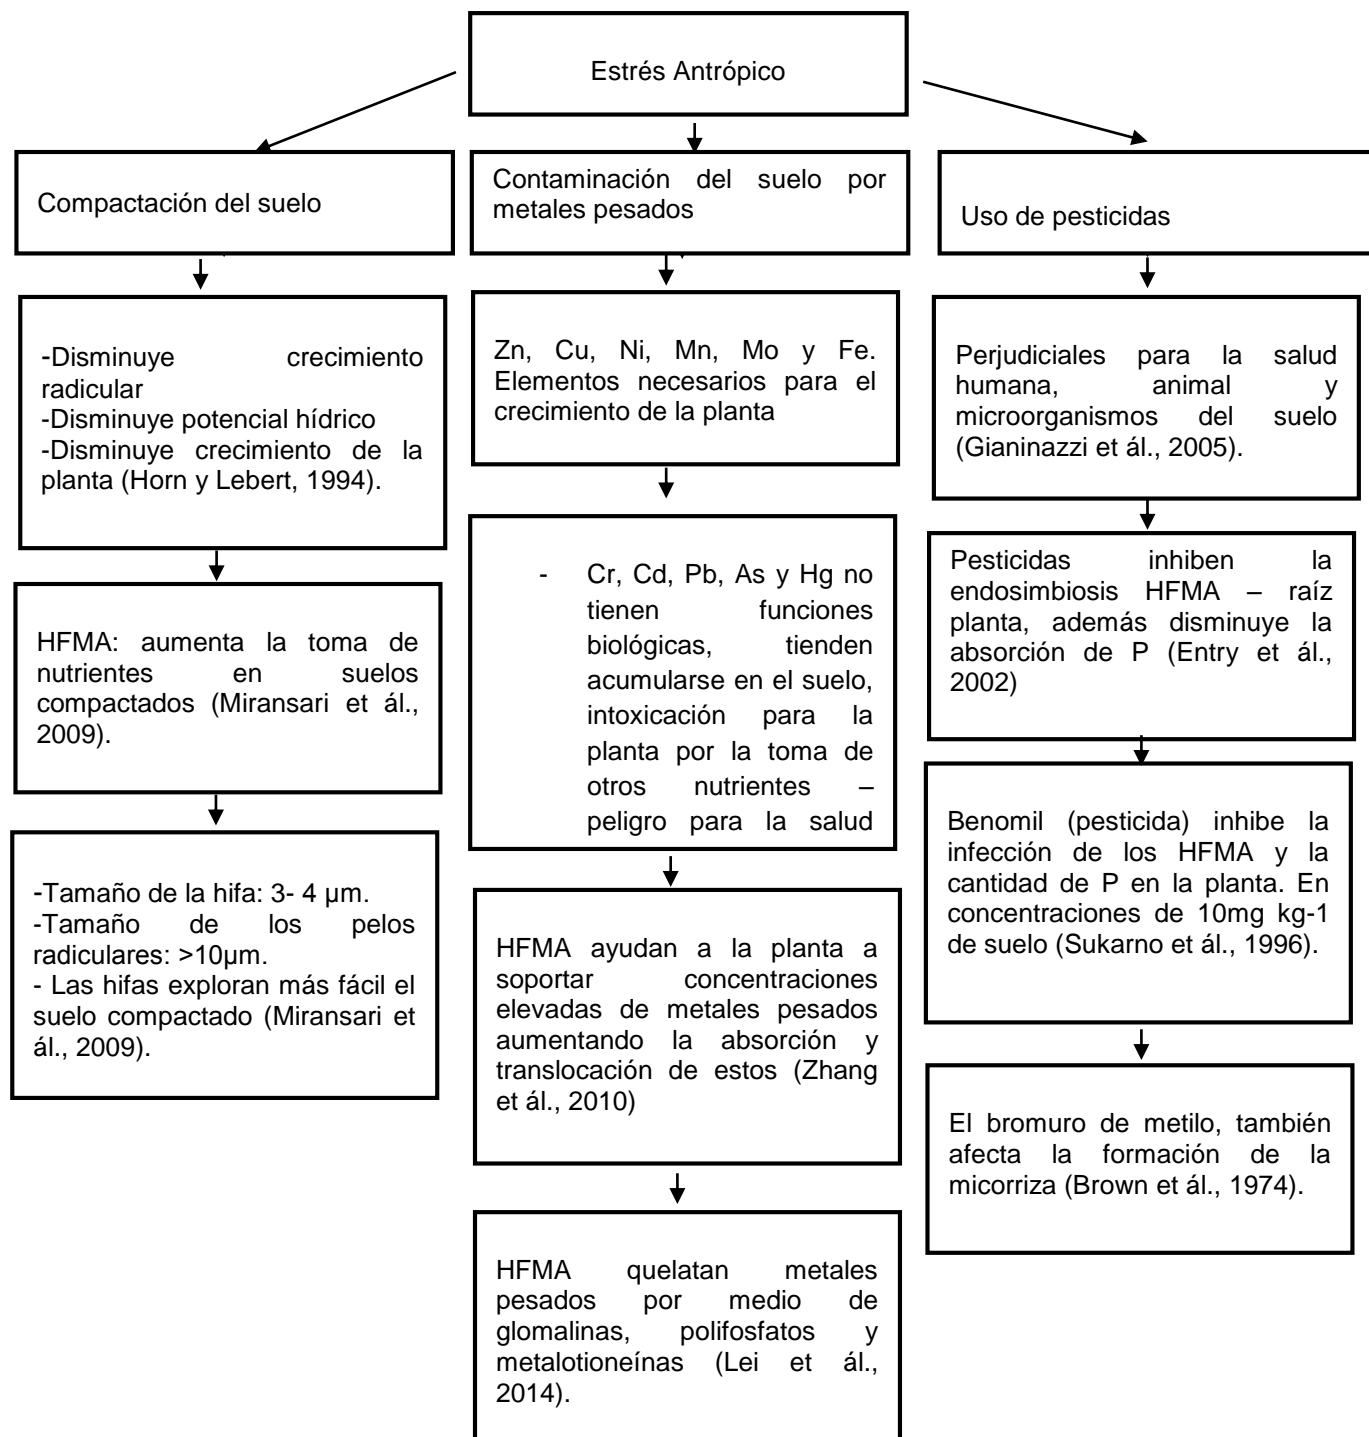 Estrés Antrópico
Compactación del suelo
-Disminuye crecimiento
radicular
-Disminuye potencial hídrico
-Disminuye crecimiento de la
planta (Horn y Lebert, 1994).
HFMA: aumenta la toma de
nutrientes en suelos
compactados (Miransari et ál.,
2009).
-Tamaño de la hifa: 3- 4 µm.
-Tamaño de los pelos
radiculares: >10µm.
- Las hifas exploran más fácil el
suelo compactado (Miransari et
ál., 2009).
Contaminación del suelo por
metales pesados
Zn, Cu, Ni, Mn, Mo y Fe.
Elementos necesarios para el
crecimiento de la planta
- Cr, Cd, Pb, As y Hg no
tienen funciones
biológicas, tienden
acumularse en el suelo,
intoxicación para la
planta por la toma de
otros nutrientes –
peligro para la salud
HFMA ayudan a la planta a
soportar concentraciones
elevadas de metales pesados
aumentando la absorción y
translocación de estos (Zhang
et ál., 2010)
HFMA quelatan metales
pesados por medio de
glomalinas, polifosfatos y
metalotioneínas (Lei et ál.,
2014).
Uso de pesticidas
Perjudiciales para la salud
humana, animal y
microorganismos del suelo
(Gianinazzi et ál., 2005).
Pesticidas inhiben la
endosimbiosis HFMA – raíz
planta, además disminuye la
absorción de P (Entry et ál.,
2002)
Benomil (pesticida) inhibe la
infección de los HFMA y la
cantidad de P en la planta. En
concentraciones de 10mg kg-1
de suelo (Sukarno et ál., 1996).
El bromuro de metilo, también
afecta la formación de la
micorriza (Brown et ál., 1974).